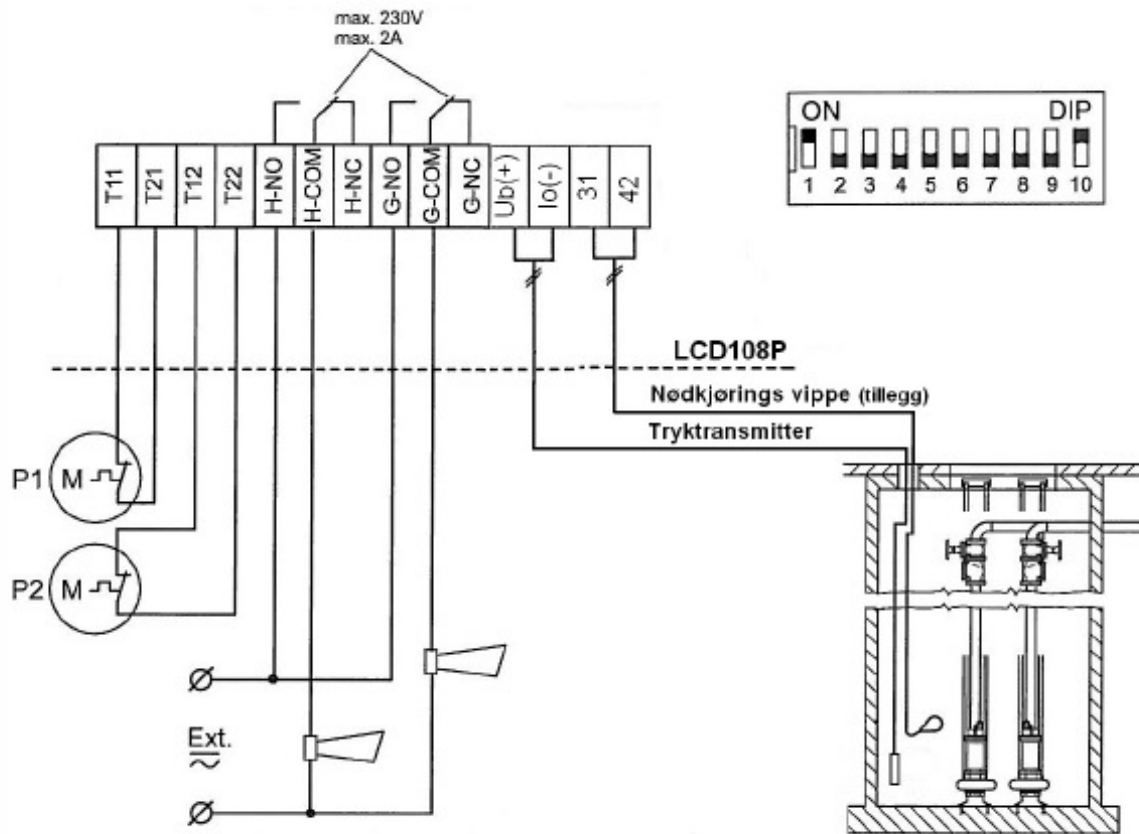 max. 230V
max. 2A
ON DIP
1 2 3 4 5 6 7 8 9 10
T11 T21 T12 T22 H-NO H-COM H-NC G-NO G-COM G-NC Ub(+) Io(-) 31 42
LCD108P
Nødkjørings vippe (tillegg)
Tryktransmitter
P1 M
P2 M
Ext.